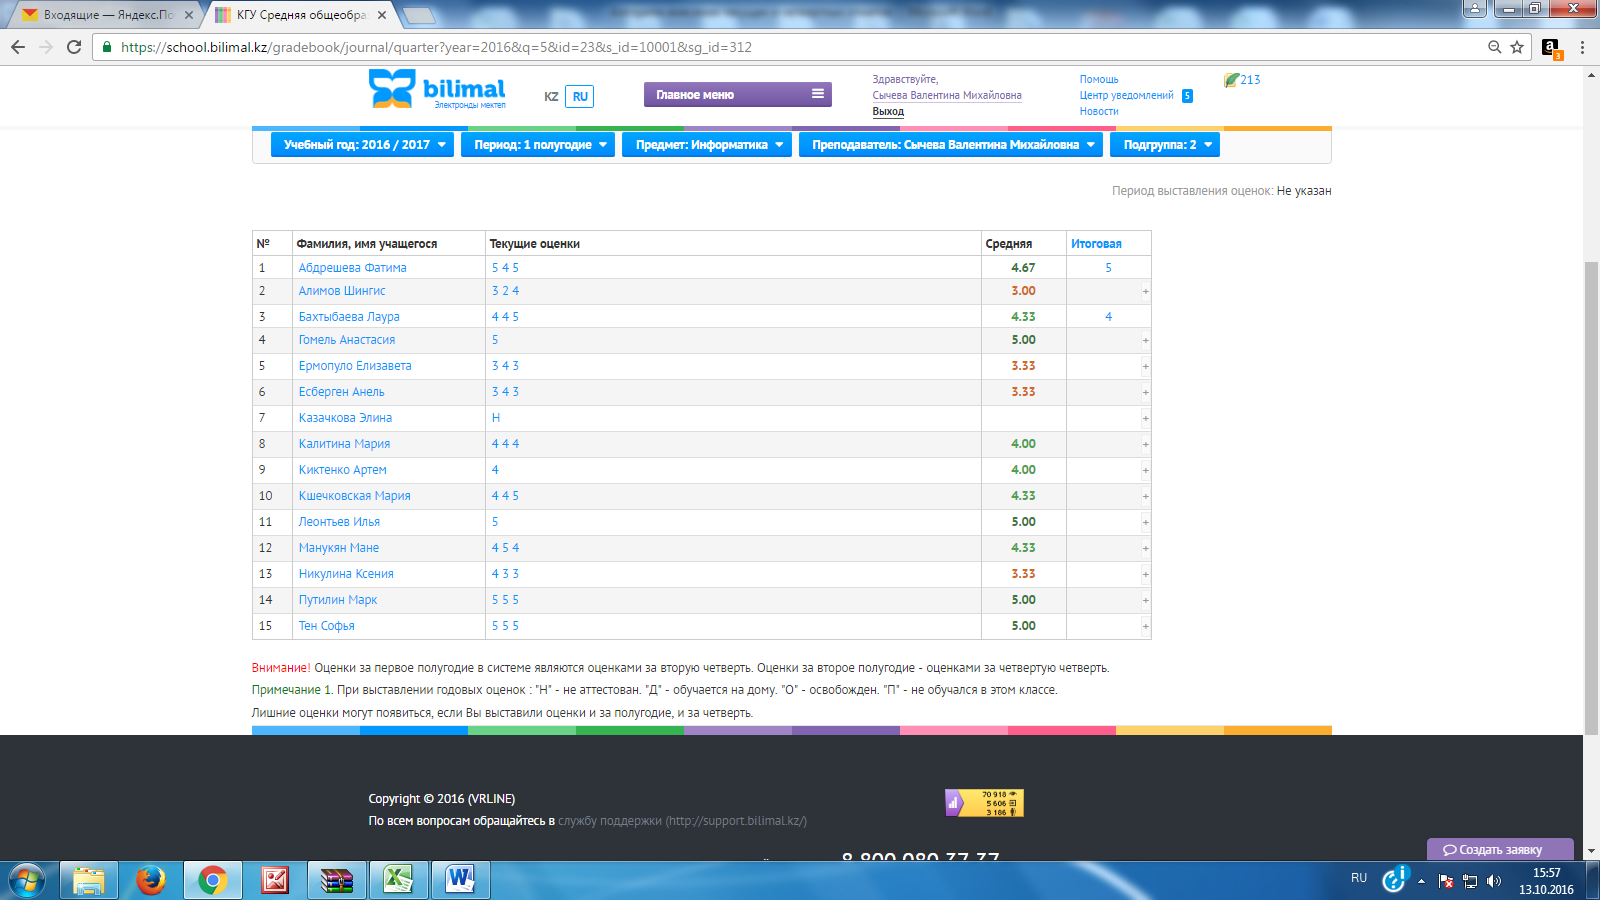 Входящие — Яндекс.По
КГУ Средняя общеобра
https://school.bilimal.kz/gradebook/journal/quarter?year=2016&q=5&id=23&s_id=10001&sg_id=312
bilimal
Электронды мектеп
KZ RU
Главное меню
Здравствуйте,
Сычева Валентина Михайловна
Выход
Помощь
Центр уведомлений 5
Новости
213
Учебный год: 2016 / 2017 Период: 1 полугодие Предмет: Информатика Преподаватель: Сычева Валентина Михайловна Подгруппа: 2
Период выставления оценок: Не указан
№ Фамилия, имя учащегося Текущие оценки Средняя Итоговая
1 Абдрешева Фатима 5 4 5 4.67 5
2 Алимов Шингис 3 2 4 3.00 +
3 Бахтыбаева Лаура 4 4 5 4.33 4
4 Гомель Анастасия 5 5.00 +
5 Ермопуло Елизавета 3 4 3 3.33 +
6 Есберген Анель 3 4 3 3.33 +
7 Казачкова Элина Н +
8 Калитина Мария 4 4 4 4.00 +
9 Киктенко Артем 4 4.00 +
10 Кшечковская Мария 4 4 5 4.33 +
11 Леонтьев Илья 5 5.00 +
12 Манукян Мане 4 5 4 4.33 +
13 Никулина Ксения 4 3 3 3.33 +
14 Путилин Марк 5 5 5 5.00 +
15 Тен Софья 5 5 5 5.00 +
Внимание! Оценки за первое полугодие в системе являются оценками за вторую четверть. Оценки за второе полугодие - оценками за четвертую четверть.
Примечание 1. При выставлении годовых оценок : "Н" - не аттестован. "Д" - обучается на дому. "О" - освобожден. "П" - не обучался в этом классе.
Лишние оценки могут появиться, если Вы выставили оценки и за полугодие, и за четверть.
Copyright © 2016 (VRLINE)
По всем вопросам обращайтесь в службу поддержки (http://support.bilimal.kz/)
70 918
5 606
3 186
8 800 080 37 37
Создать заявку
RU
15:57
13.10.2016